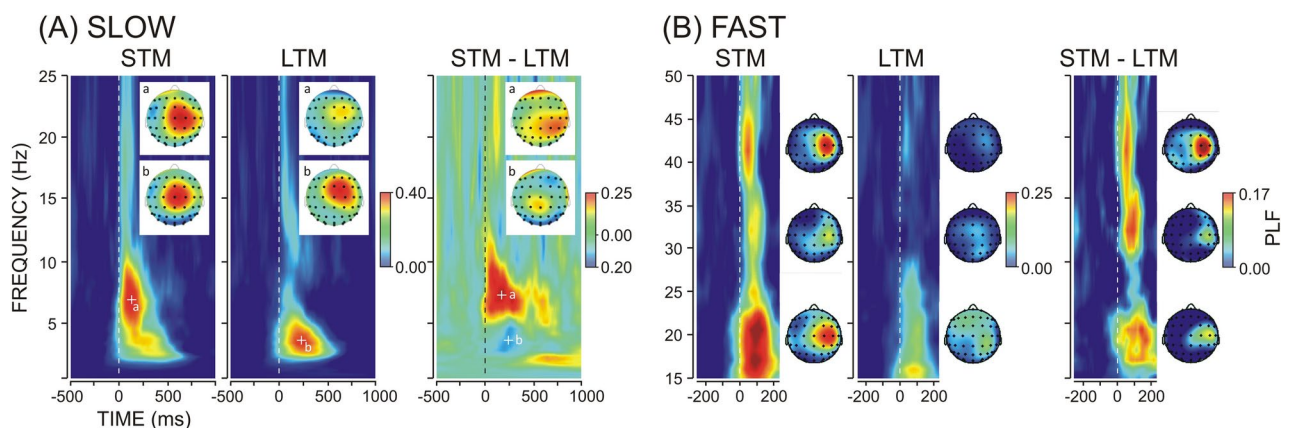 (A) SLOW
(B) FAST
STM
LTM
STM - LTM
STM
LTM
STM - LTM
FREQUENCY (Hz)
25
20
15
10
5
a
b
a
b
a
b
a
b
a
b
0.40
0.00
0.25
0.00
0.20
-500 0 500
-500 0 500 1000
-500 0 500 1000
TIME (ms)
50
45
40
35
30
25
20
15
0.25
0.00
0.17
0.00
PLF
-200 0 200
-200 0 200
-200 0 200